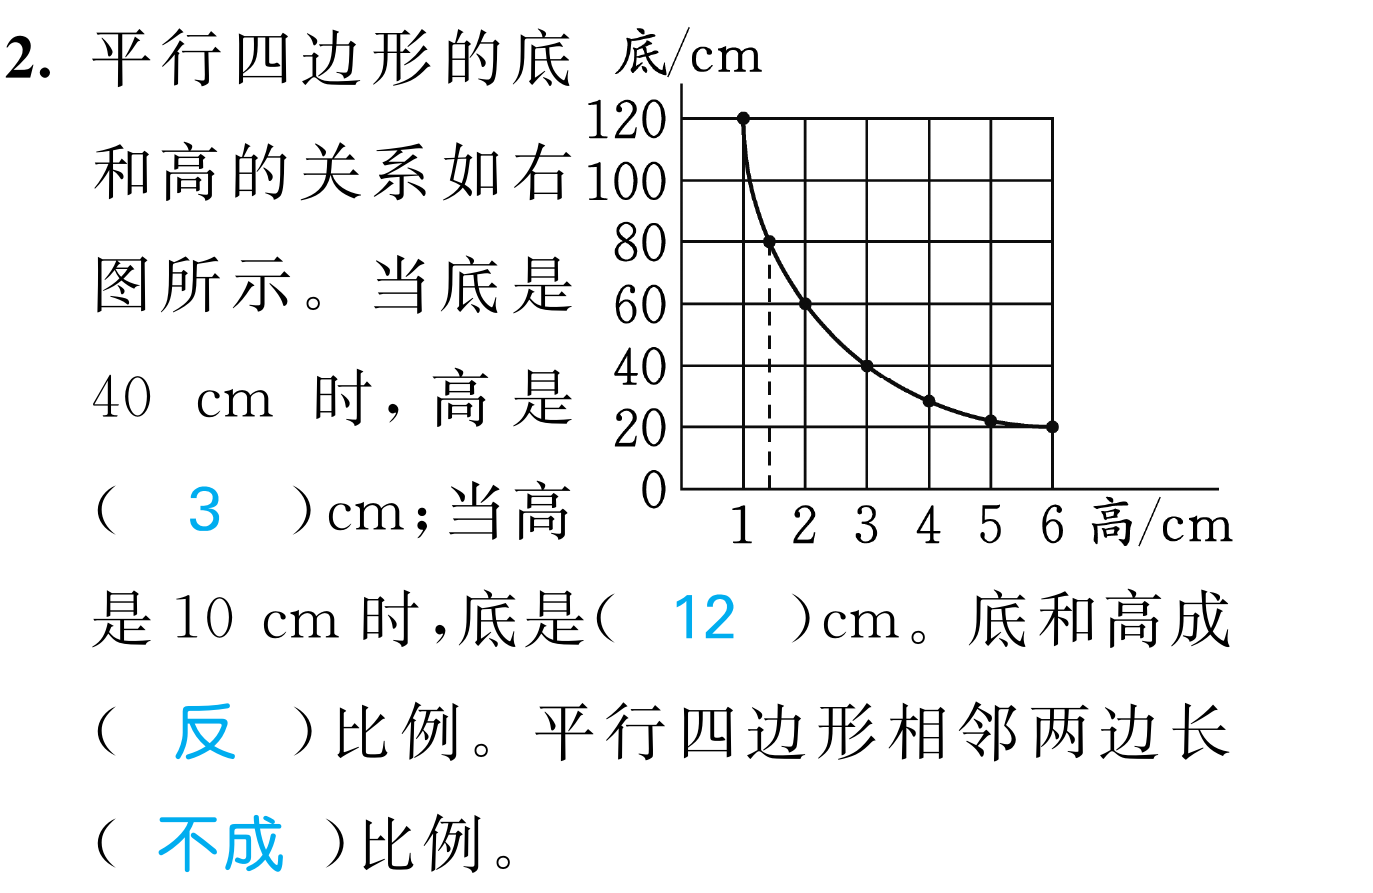 2. 平行四边形的底
和高的关系如右
图所示。当底是
40 cm 时,高是
( 3 )cm;当高
是 10 cm 时,底是( 12 )cm。底和高成
( 反 )比例。平行四边形相邻两边长
( 不成 )比例。
底/cm
120
100
80
60
40
20
0
1 2 3 4 5 6 高/cm